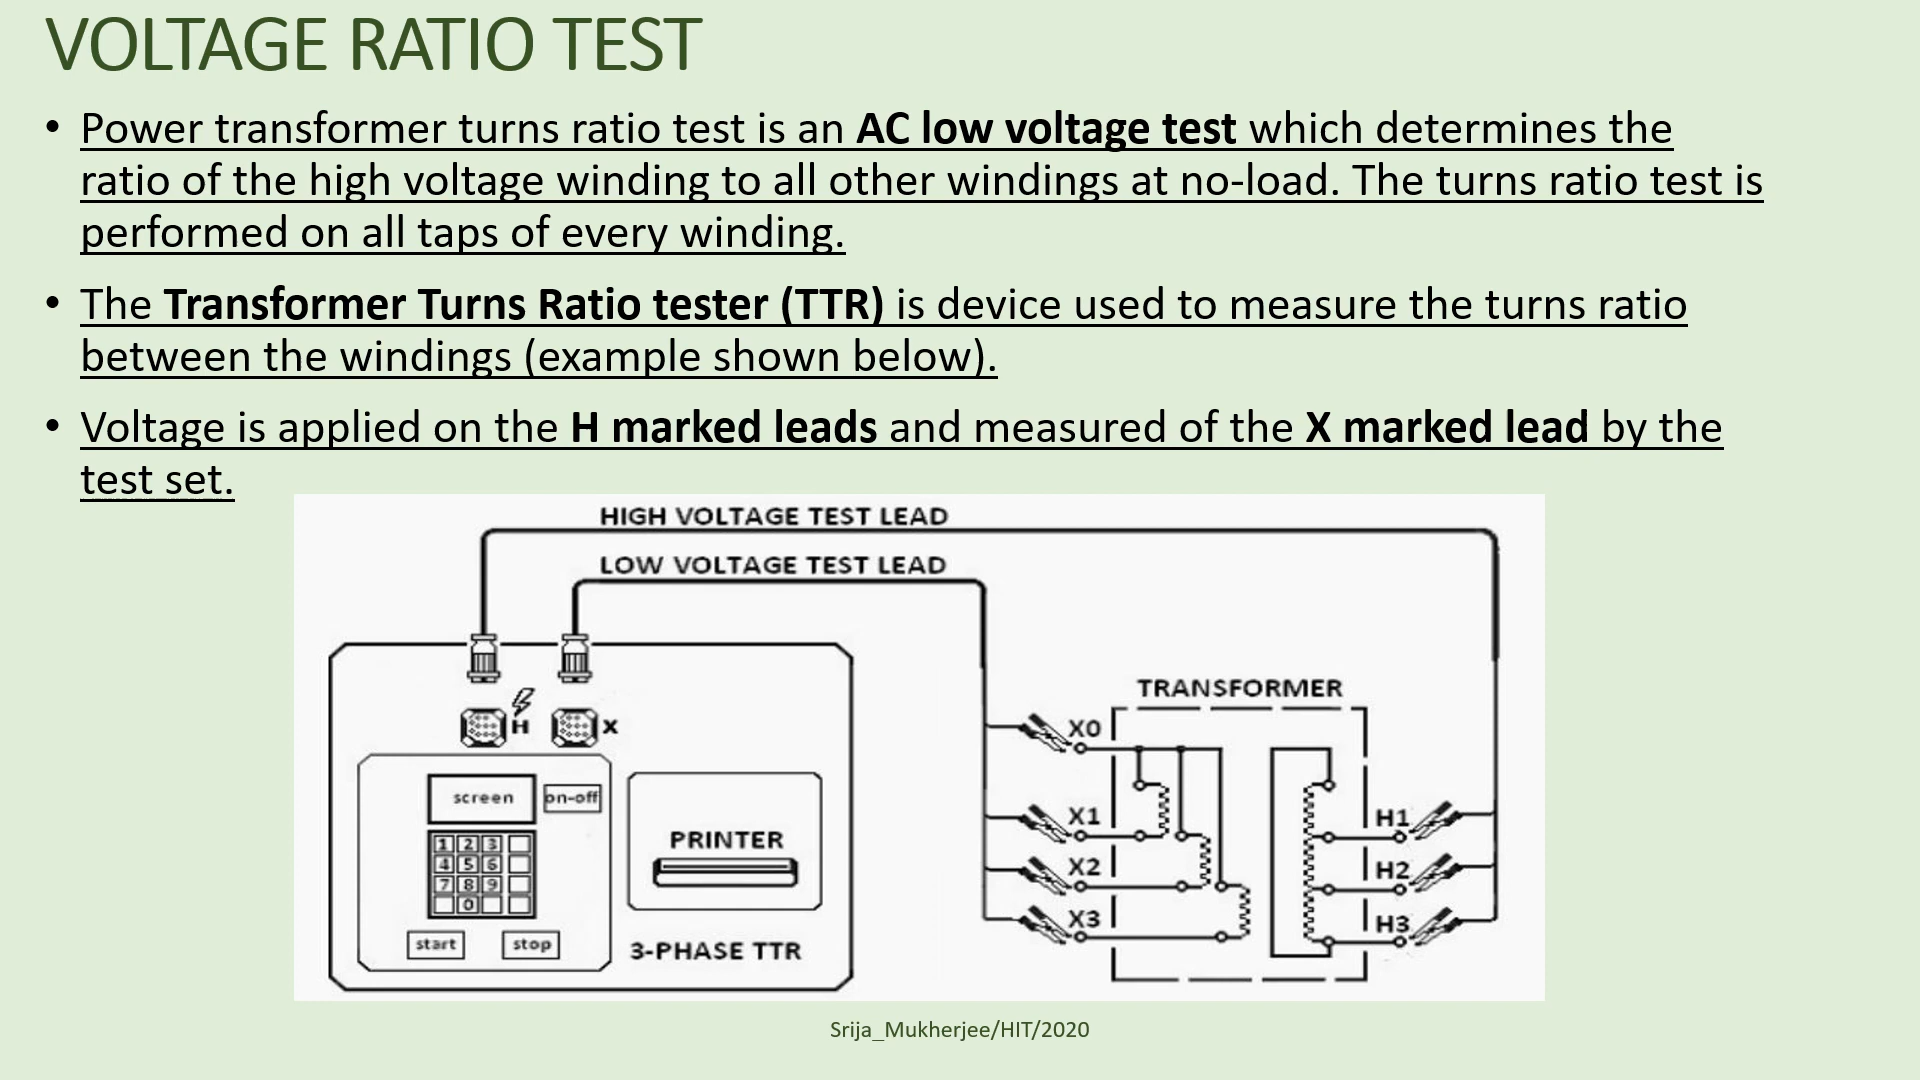 VOLTAGE RATIO TEST
• Power transformer turns ratio test is an AC low voltage test which determines the
ratio of the high voltage winding to all other windings at no-load. The turns ratio test is
performed on all taps of every winding.
• The Transformer Turns Ratio tester (TTR) is device used to measure the turns ratio
between the windings (example shown below).
• Voltage is applied on the H marked leads and measured of the X marked lead by the
test set.
HIGH VOLTAGE TEST LEAD
LOW VOLTAGE TEST LEAD
H
X
screen
on-off
1 2 3
4 5 6
7 8 9
0
start
stop
PRINTER
3-PHASE TTR
TRANSFORMER
X0
X1
X2
X3
H1
H2
H3
Srija_Mukherjee/HIT/2020